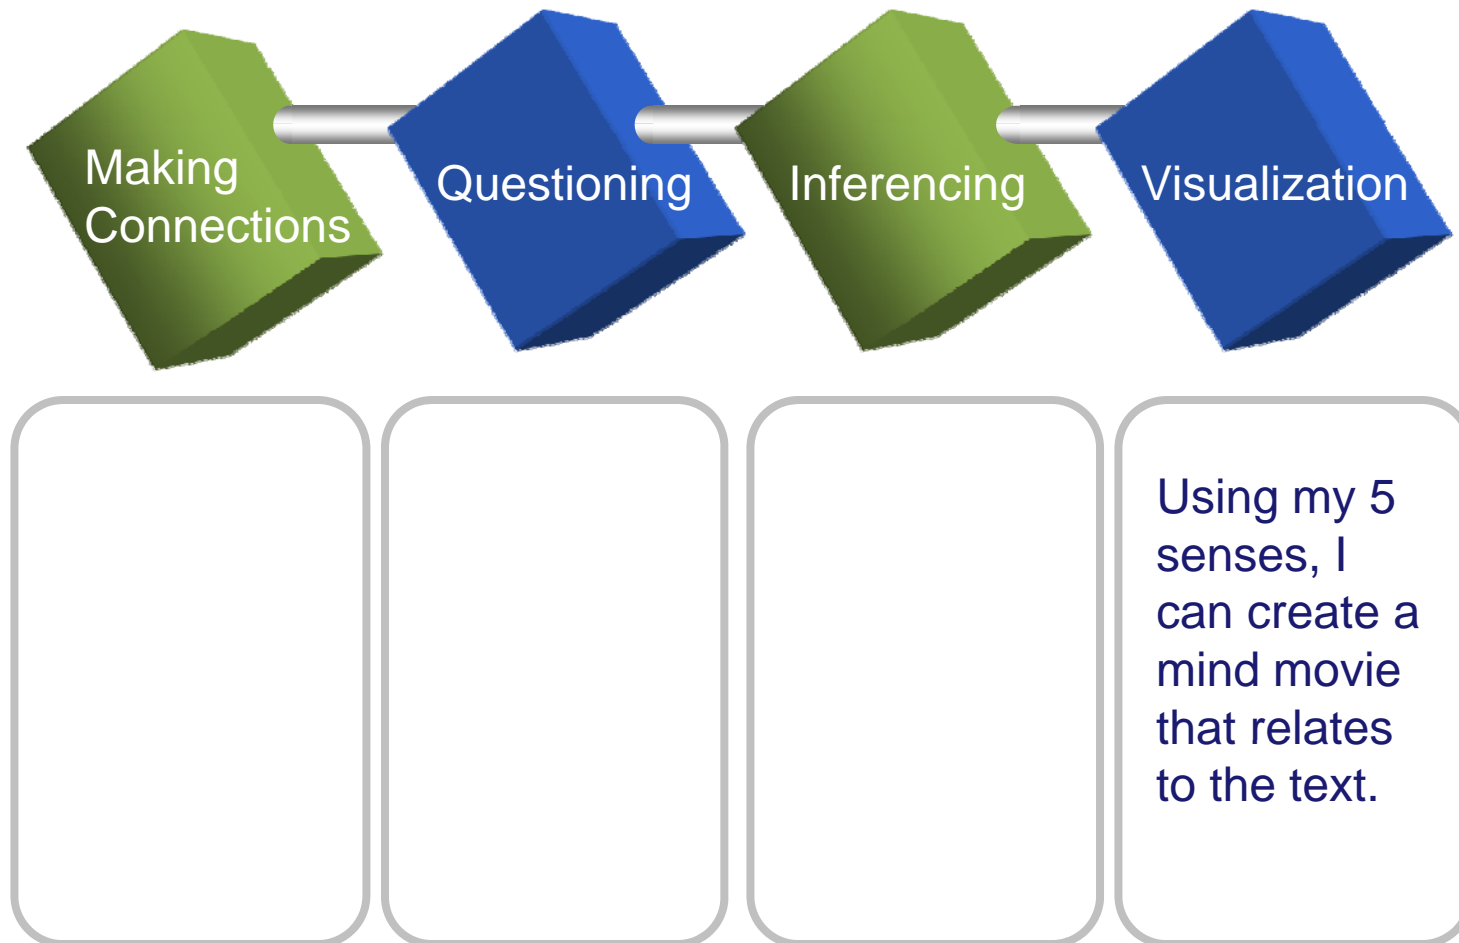 Making
Connections
Questioning
Inferencing
Visualization
Using my 5
senses, I
can create a
mind movie
that relates
to the text.